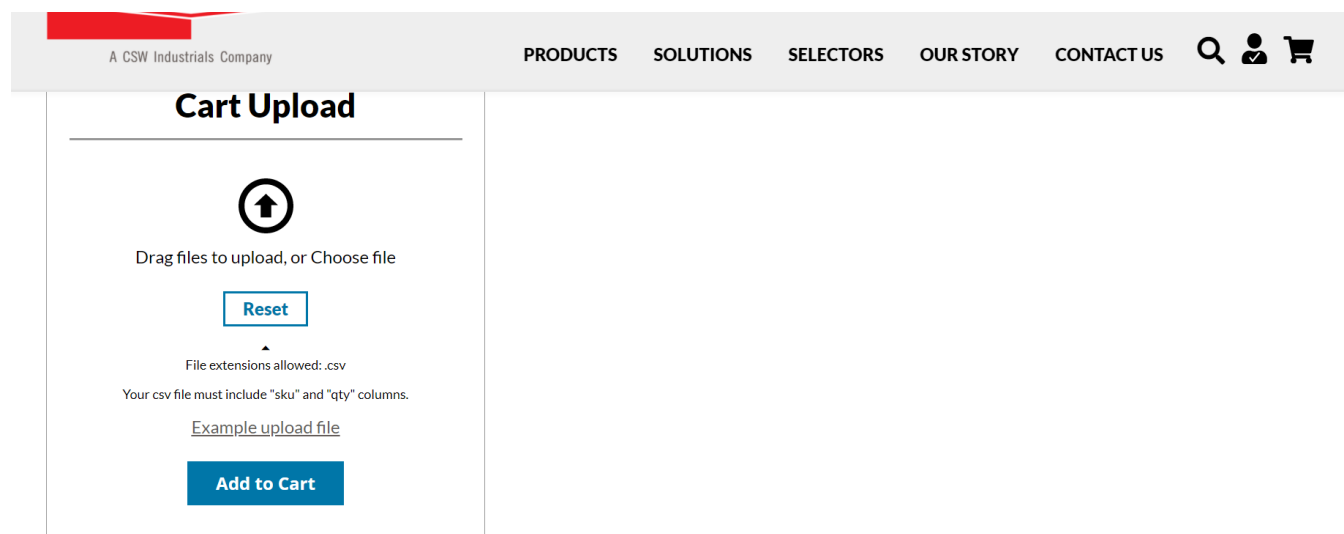 A CSW Industrials Company
PRODUCTS SOLUTIONS SELECTORS OUR STORY CONTACT US
Cart Upload
Drag files to upload, or Choose file
Reset
File extensions allowed: .csv
Your csv file must include "sku" and "qty" columns.
Example upload file
Add to Cart